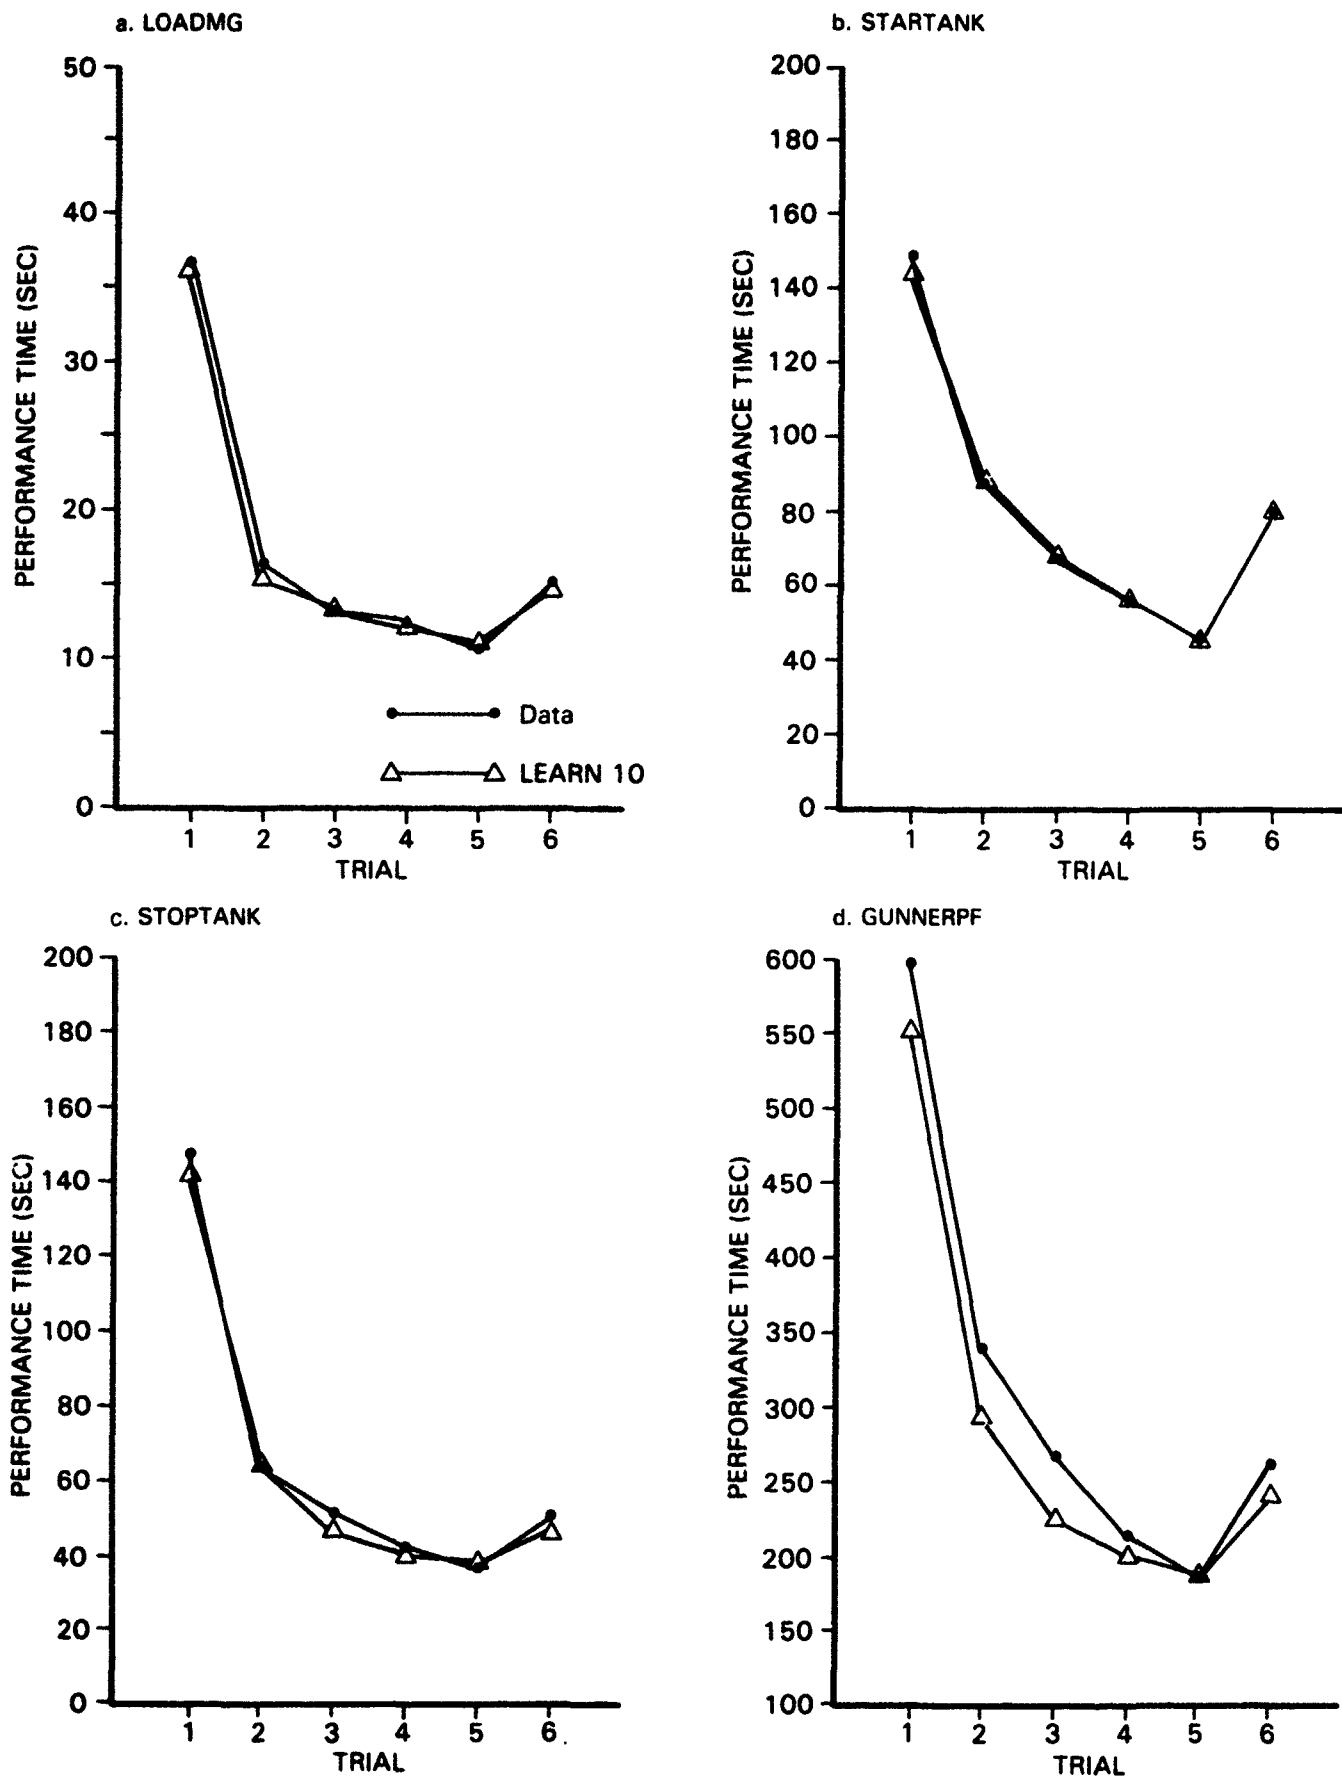 a. LOADMG
50
40
30
20
10
0
PERFORMANCE TIME (SEC)
Data
LEARN 10
1 2 3 4 5 6
TRIAL
b. STARTANK
200
180
160
140
120
100
80
60
40
20
0
PERFORMANCE TIME (SEC)
1 2 3 4 5 6
TRIAL
c. STOPTANK
200
180
160
140
120
100
80
60
40
20
0
PERFORMANCE TIME (SEC)
1 2 3 4 5 6
TRIAL
d. GUNNERPF
600
550
500
450
400
350
300
250
200
150
100
PERFORMANCE TIME (SEC)
1 2 3 4 5 6
TRIAL